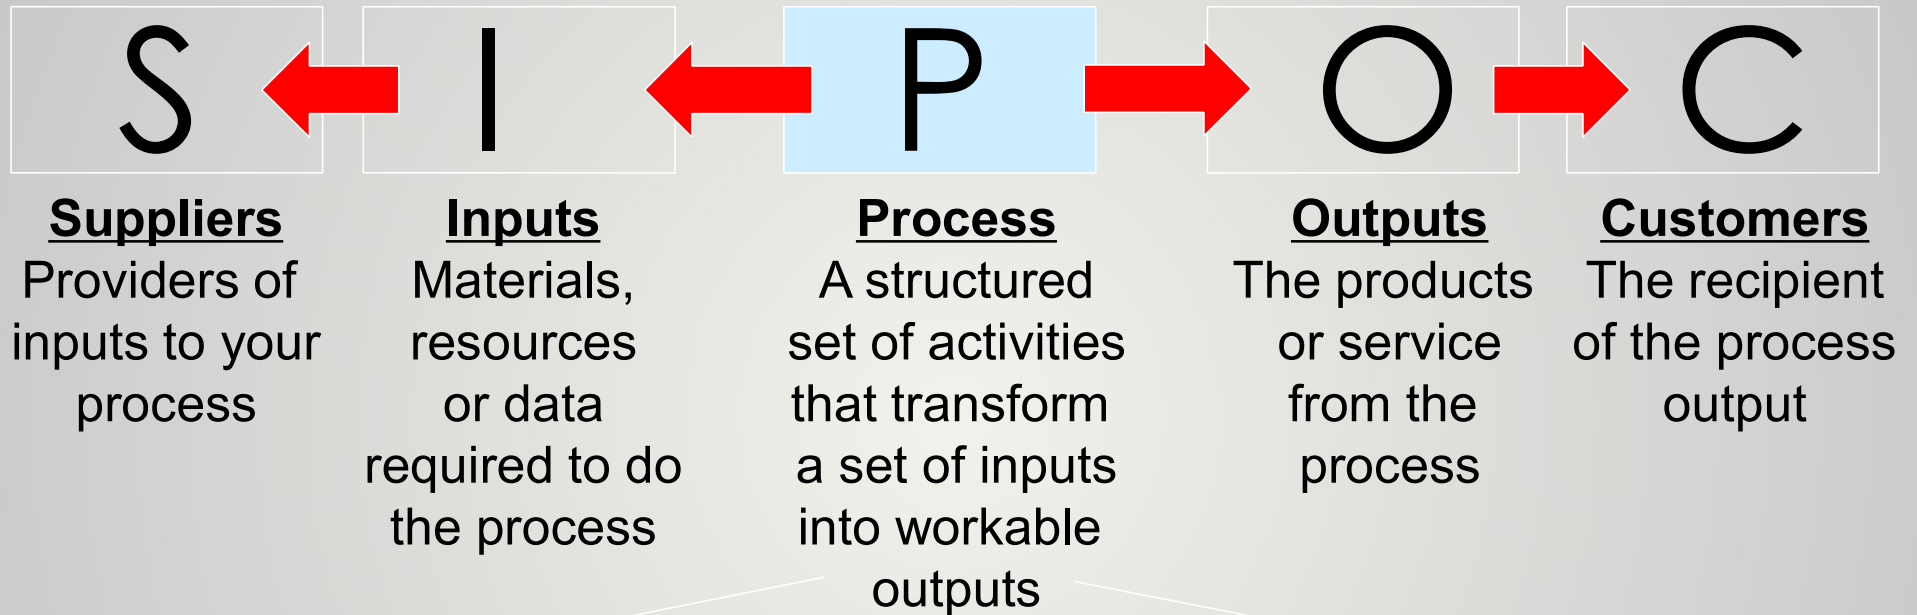 S I P O C
Suppliers
Providers of
inputs to your
process
Inputs
Materials,
resources
or data
required to do
the process
Process
A structured
set of activities
that transform
a set of inputs
into workable
outputs
Outputs
The products
or service
from the
process
Customers
The recipient
of the process
output